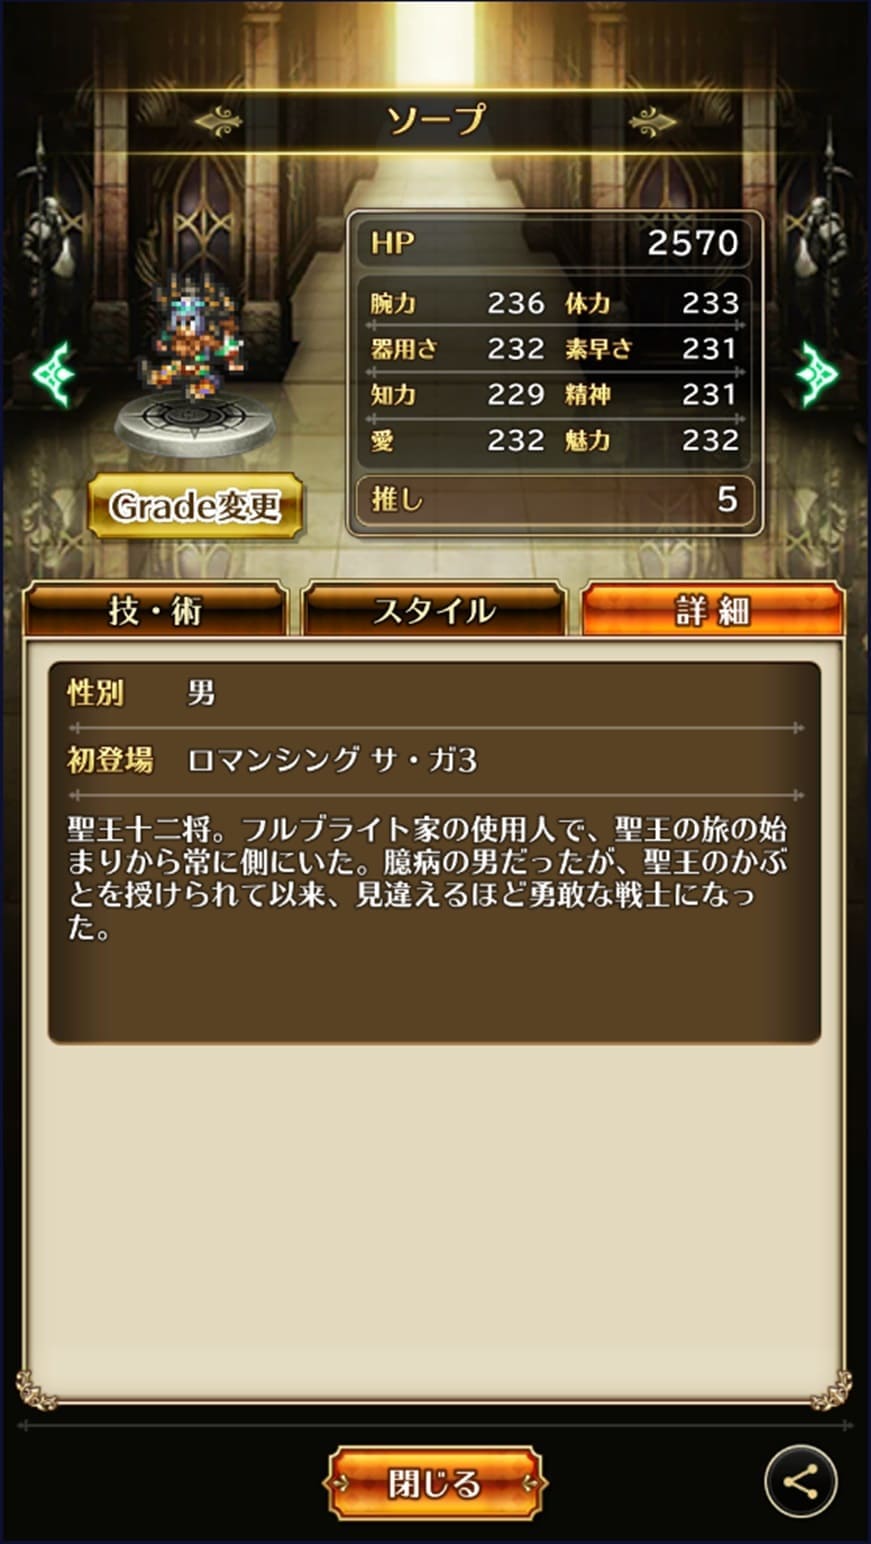 ソープ
HP 2570
腕力 236 体力 233
器用さ 232 素早さ 231
知力 229 精神 231
愛 232 魅力 232
推し 5
Grade変更
技・術 スタイル 詳細
性別 男
初登場 ロマンシング サ・ガ3
聖王十二将。フルブライト家の使用人で、聖王の旅の始
まりから常に側にいた。臆病の男だったが、聖王のかぶ
とを授けられて以来、見違えるほど勇敢な戦士になっ
た。
閉じる